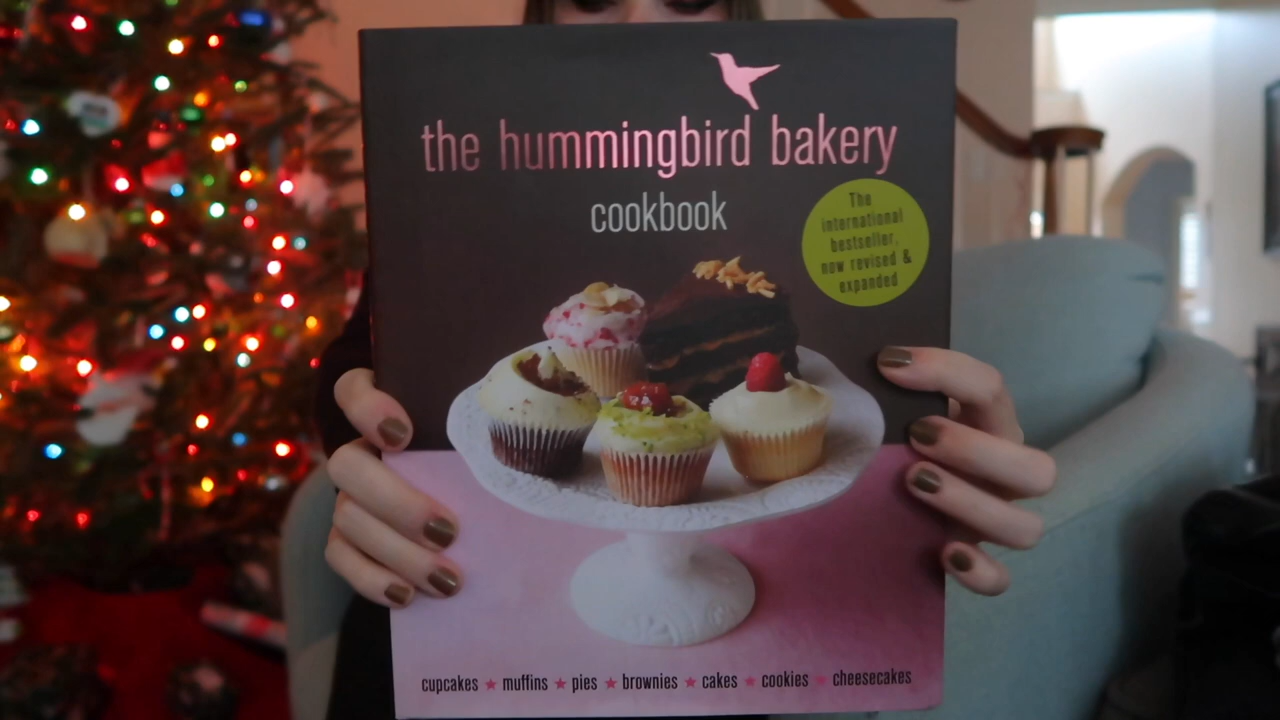 the hummingbird bakery
cookbook
The
international
bestseller,
now revised &
expanded
cupcakes ★ muffins ★ pies ★ brownies ★ cakes ★ cookies ★ cheesecakes